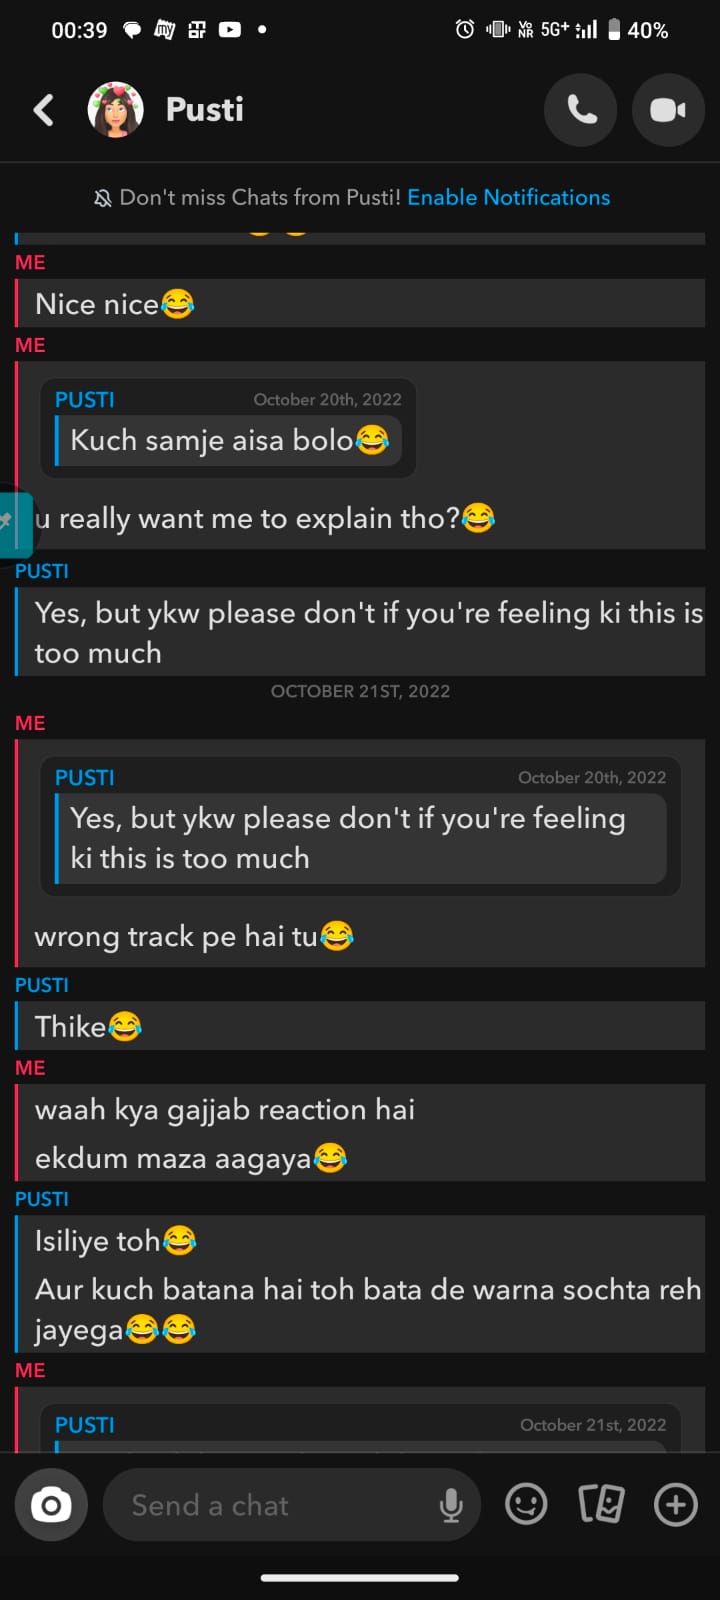 00:39
5G+ 40%
Pusti
Don't miss Chats from Pusti! Enable Notifications
ME
Nice nice😂
ME
PUSTI October 20th, 2022
Kuch samje aisa bolo😂
u really want me to explain tho?😂
PUSTI
Yes, but ykw please don't if you're feeling ki this is
too much
OCTOBER 21ST, 2022
ME
PUSTI October 20th, 2022
Yes, but ykw please don't if you're feeling
ki this is too much
wrong track pe hai tu😂
PUSTI
Thike😂
ME
waah kya gajjab reaction hai
ekdum maza aagaya😂
PUSTI
Isiliye toh😂
Aur kuch batana hai toh bata de warna sochta reh
jayega😂😂
ME
PUSTI October 21st, 2022
Send a chat